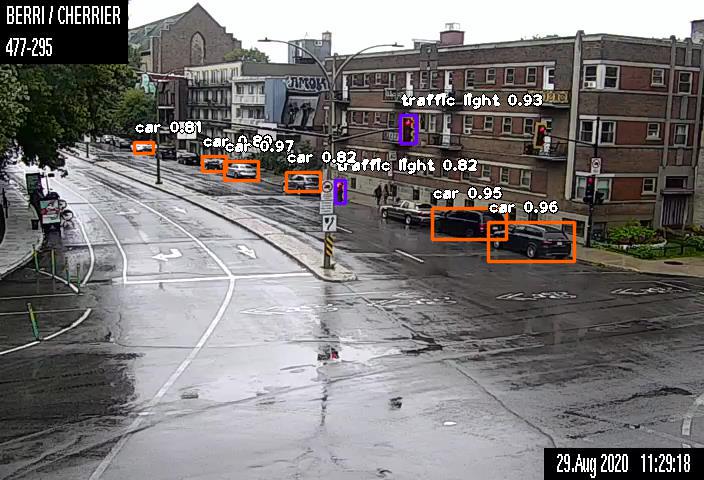 BERRI / CHERRIER
477-295
traffic light 0.93
car 0.81
car 0.97
car 0.82
traffic light 0.82
car 0.95
car 0.96
29.Aug 2020 11:29:18